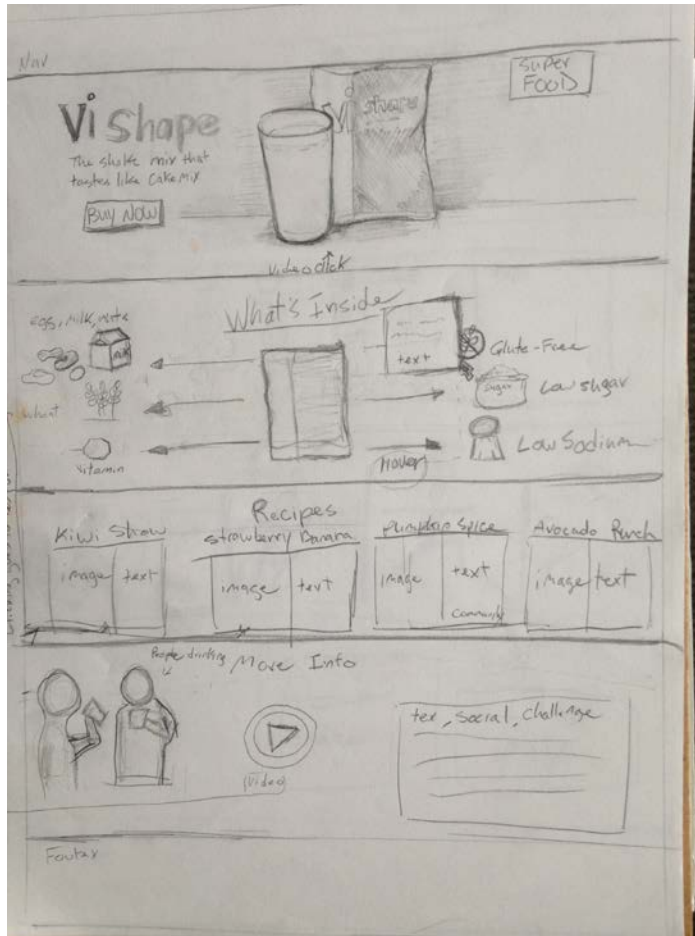 Nav
Super
Food
Vi Shape
The shake mix that
tastes like Cake Mix
Buy Now
Vi shape
Video click
What's Inside
egg, milk, nuts
milk
text
Glute-Free
Sugar
Low sugar
wheat
Vitamin
Hover
Low Sodium
Recipes
Kiwi
Strawberry Banana
Pumpkin Spice
Avocado Punch
image text
image text
image text
Community
image text
People drinking
More Info
tex, Social, Challenge
(Video)
Footer